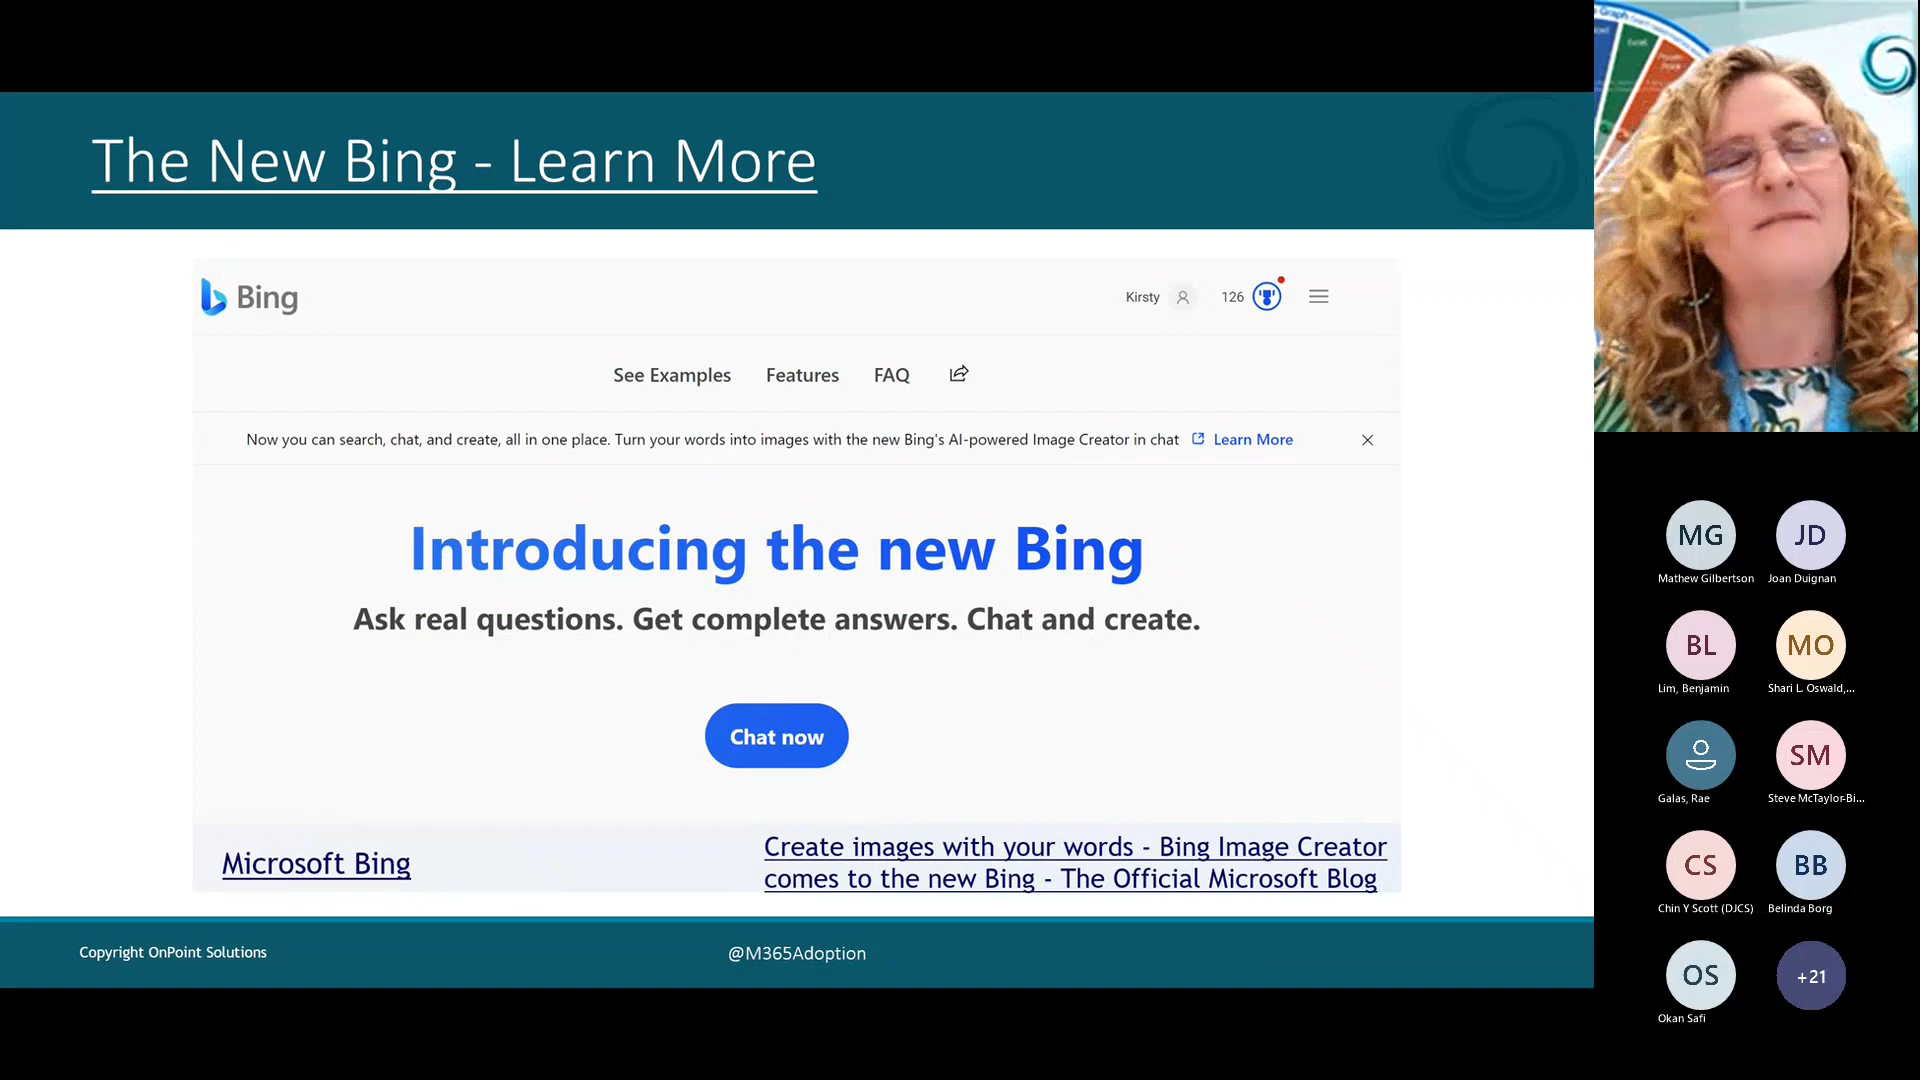 The New Bing - Learn More
Bing
Kirsty
126
See Examples
Features
FAQ
Now you can search, chat, and create, all in one place. Turn your words into images with the new Bing's AI-powered Image Creator in chat
Learn More
Introducing the new Bing
Ask real questions. Get complete answers. Chat and create.
Chat now
Microsoft Bing
Create images with your words - Bing Image Creator
comes to the new Bing - The Official Microsoft Blog
Copyright OnPoint Solutions
@M365Adoption
Graph
Excel
MG
Mathew Gilbertson
JD
Joan Duignan
BL
Lim, Benjamin
MO
Shari L. Oswald,...
Galas, Rae
SM
Steve McTaylor-Bi...
CS
Chin Y Scott (DJCS)
BB
Belinda Borg
OS
Okan Safi
+21